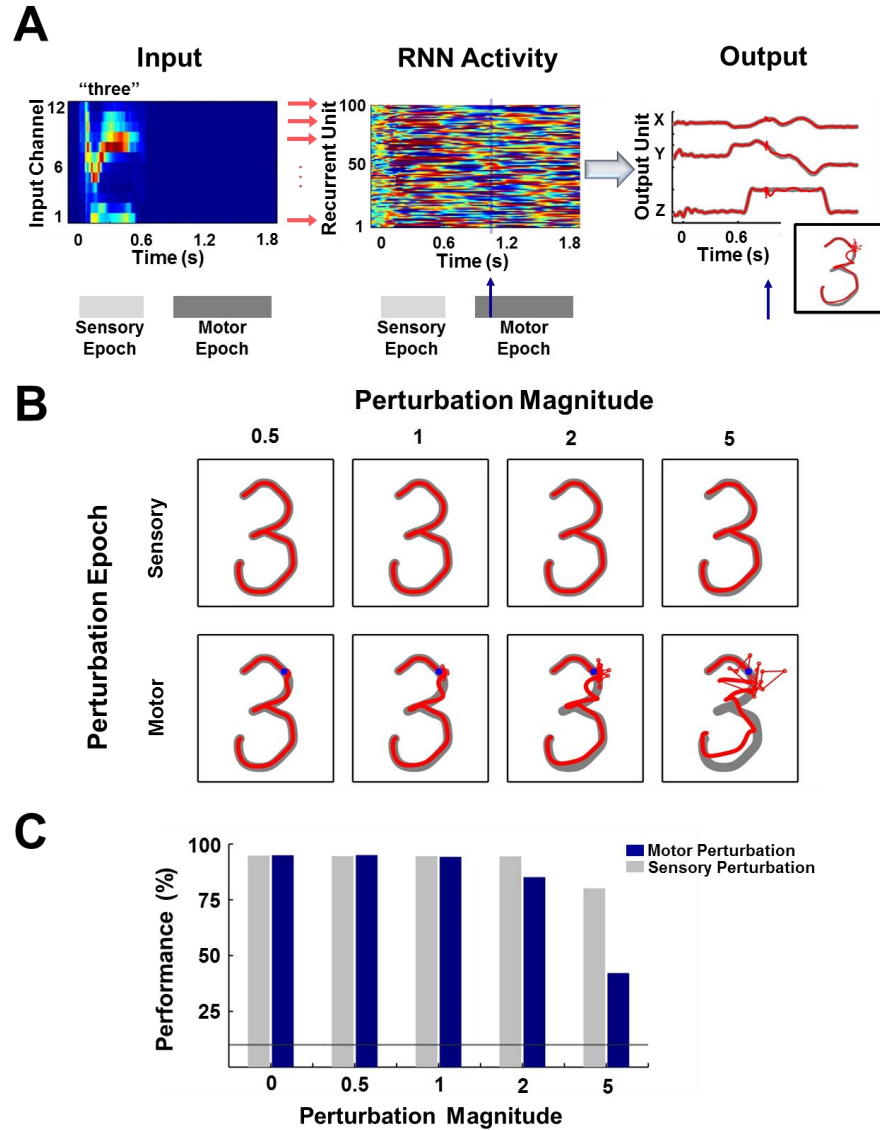 A
Input
RNN Activity
Output
"three"
Input Channel
12
6
1
0 0.6 1.2 1.8
Time (s)
Sensory Epoch
Motor Epoch
Recurrent Unit
100
50
1
0 0.6 1.2 1.8
Time (s)
Sensory Epoch
Motor Epoch
Output Unit
X
Y
Z
0 0.6
Time (s)
B
Perturbation Magnitude
0.5 1 2 5
Perturbation Epoch
Sensory
Motor
C
Performance (%)
100
75
50
25
Motor Perturbation
Sensory Perturbation
0 0.5 1 2 5
Perturbation Magnitude